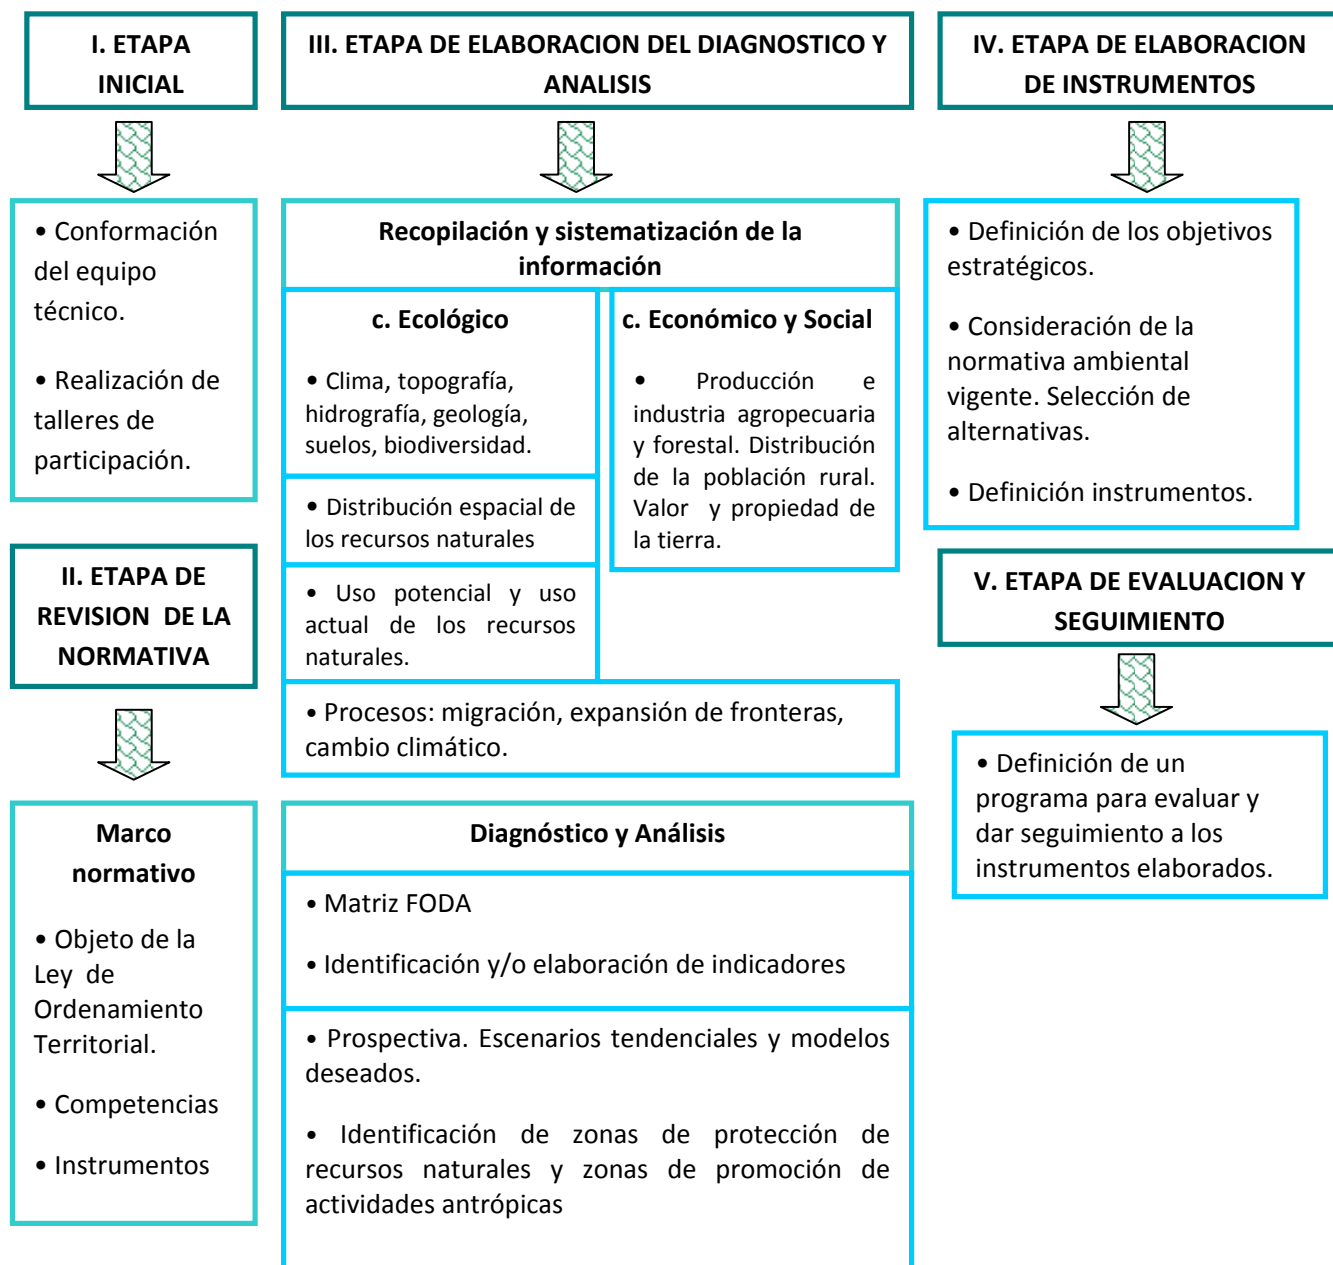 I. ETAPA
INICIAL
• Conformación
del equipo
técnico.
• Realización de
talleres de
participación.
II. ETAPA DE
REVISION DE LA
NORMATIVA
Marco
normativo
• Objeto de la
Ley de
Ordenamiento
Territorial.
• Competencias
• Instrumentos
III. ETAPA DE ELABORACION DEL DIAGNOSTICO Y
ANALISIS
Recopilación y sistematización de la
información
c. Ecológico
• Clima, topografía,
hidrografía, geología,
suelos, biodiversidad.
• Distribución espacial de
los recursos naturales
• Uso potencial y uso
actual de los recursos
naturales.
c. Económico y Social
• Producción e
industria agropecuaria
y forestal. Distribución
de la población rural.
Valor y propiedad de
la tierra.
• Procesos: migración, expansión de fronteras,
cambio climático.
Diagnóstico y Análisis
• Matriz FODA
• Identificación y/o elaboración de indicadores
• Prospectiva. Escenarios tendenciales y modelos
deseados.
• Identificación de zonas de protección de
recursos naturales y zonas de promoción de
actividades antrópicas
IV. ETAPA DE ELABORACION
DE INSTRUMENTOS
• Definición de los objetivos
estratégicos.
• Consideración de la
normativa ambiental
vigente. Selección de
alternativas.
• Definición instrumentos.
V. ETAPA DE EVALUACION Y
SEGUIMIENTO
• Definición de un
programa para evaluar y
dar seguimiento a los
instrumentos elaborados.